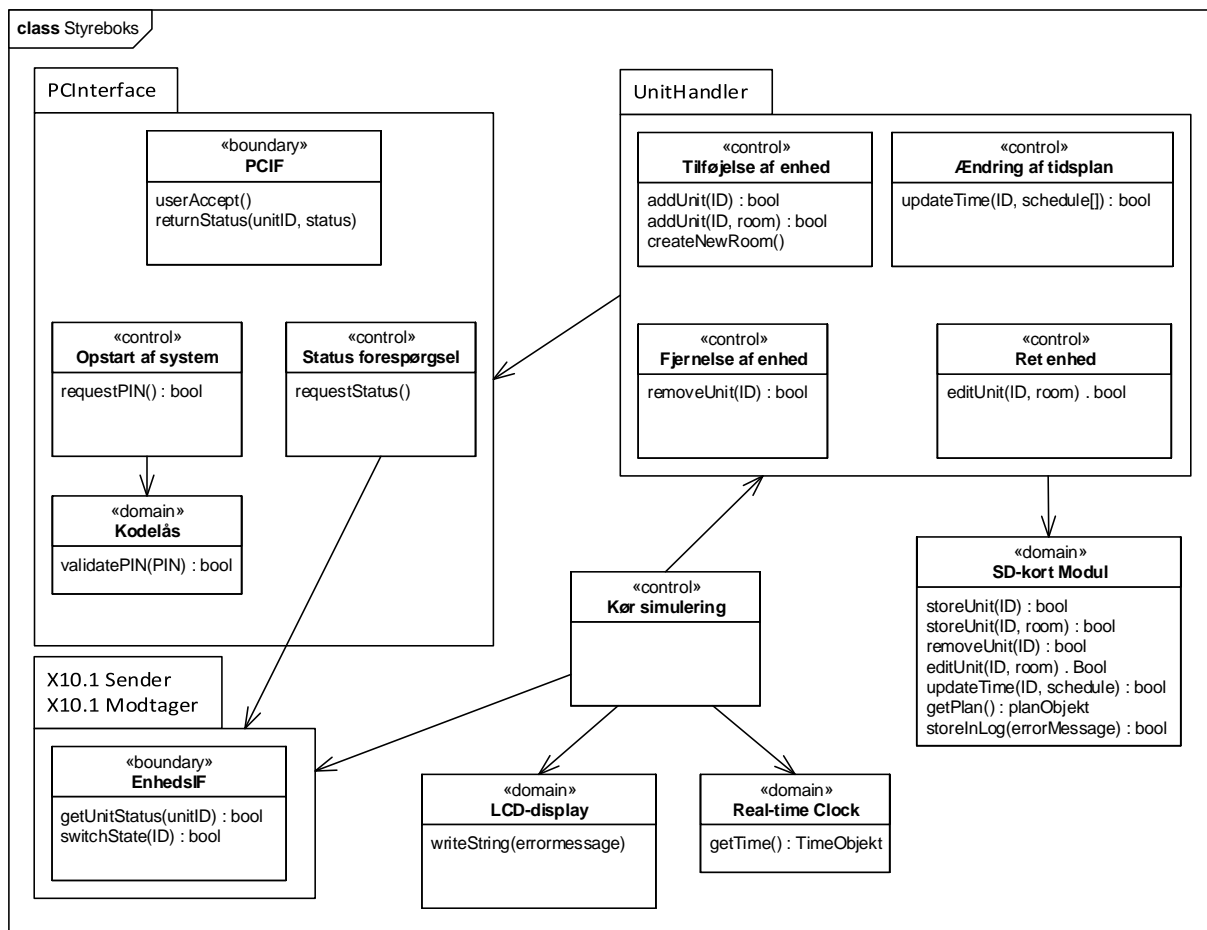 class Styreboks
PCInterface
«boundary»
PCIF
userAccept()
returnStatus(unitID, status)
«control»
Opstart af system
requestPIN() : bool
«control»
Status forespørgsel
requestStatus()
«domain»
Kodelås
validatePIN(PIN) : bool
UnitHandler
«control»
Tilføjelse af enhed
addUnit(ID) : bool
addUnit(ID, room) : bool
createNewRoom()
«control»
Ændring af tidsplan
updateTime(ID, schedule[]) : bool
«control»
Fjernelse af enhed
removeUnit(ID) : bool
«control»
Ret enhed
editUnit(ID, room) . bool
«control»
Kør simulering
«domain»
SD-kort Modul
storeUnit(ID) : bool
storeUnit(ID, room) : bool
removeUnit(ID) : bool
editUnit(ID, room) . Bool
updateTime(ID, schedule) : bool
getPlan() : planObjekt
storeInLog(errorMessage) : bool
X10.1 Sender
X10.1 Modtager
«boundary»
EnhedsIF
getUnitStatus(unitID) : bool
switchState(ID) : bool
«domain»
LCD-display
writeString(errormessage)
«domain»
Real-time Clock
getTime() : TimeObjekt